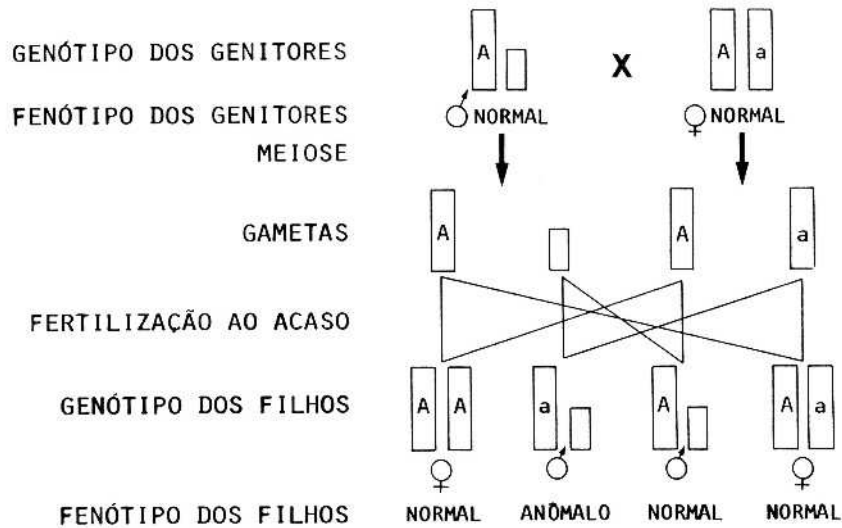 GENÓTIPO DOS GENITORES A X A a
FENÓTIPO DOS GENITORES NORMAL NORMAL
MEIOSE
GAMETAS A A a
FERTILIZAÇÃO AO ACASO
GENÓTIPO DOS FILHOS A A a A A a
FENÓTIPO DOS FILHOS NORMAL ANÔMALO NORMAL NORMAL